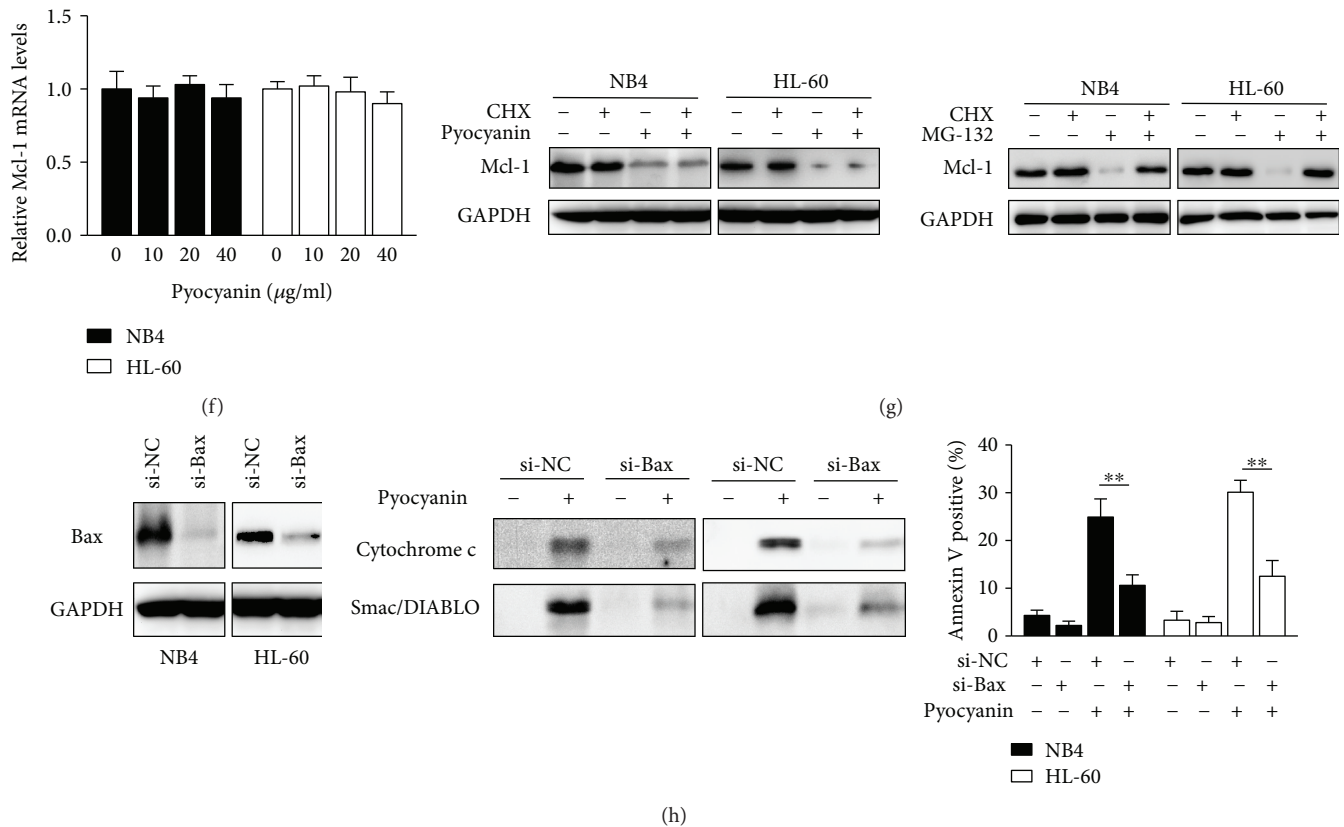 Relative Mcl-1 mRNA levels
1.5
1.0
0.5
0.0
0 10 20 40 0 10 20 40
Pyocyanin (μg/ml)
NB4
HL-60
(f)
NB4 HL-60
CHX − + − + − + − +
Pyocyanin − − + + − − + +
Mcl-1
GAPDH
NB4 HL-60
CHX − + − + − + − +
MG-132 − − + + − − + +
Mcl-1
GAPDH
(g)
si-NC si-Bax si-NC si-Bax
Bax
GAPDH
NB4 HL-60
si-NC si-Bax si-NC si-Bax
Pyocyanin − + − + − + − +
Cytochrome c
Smac/DIABLO
Annexin V positive (%)
40
30
20
10
0
** **
si-NC + − + − + − + −
si-Bax − + − + − + − +
Pyocyanin − − + + − − + +
NB4
HL-60
(h)